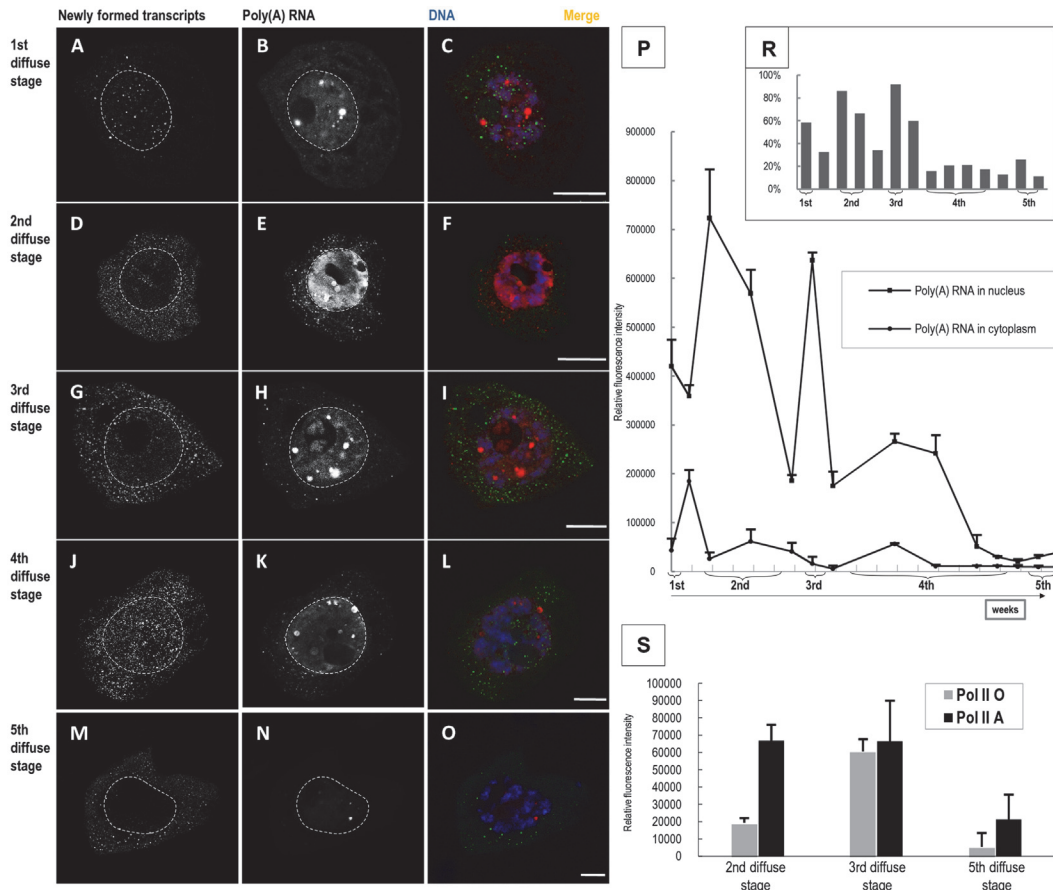 Newly formed transcripts Poly(A) RNA DNA Merge
1st
diffuse
stage
A B C
2nd
diffuse
stage
D E F
3rd
diffuse
stage
G H I
4th
diffuse
stage
J K L
5th
diffuse
stage
M N O
P
900000
800000
700000
600000
500000
400000
300000
200000
100000
0
Relative fluorescence intensity
1st 2nd 3rd 4th 5th
weeks
Poly(A) RNA in nucleus
Poly(A) RNA in cytoplasm
R
100%
80%
60%
40%
20%
0%
1st 2nd 3rd 4th 5th
S
100000
90000
80000
70000
60000
50000
40000
30000
20000
10000
0
Relative fluorescence intensity
Pol II O
Pol II A
2nd diffuse
stage
3rd diffuse
stage
5th diffuse
stage